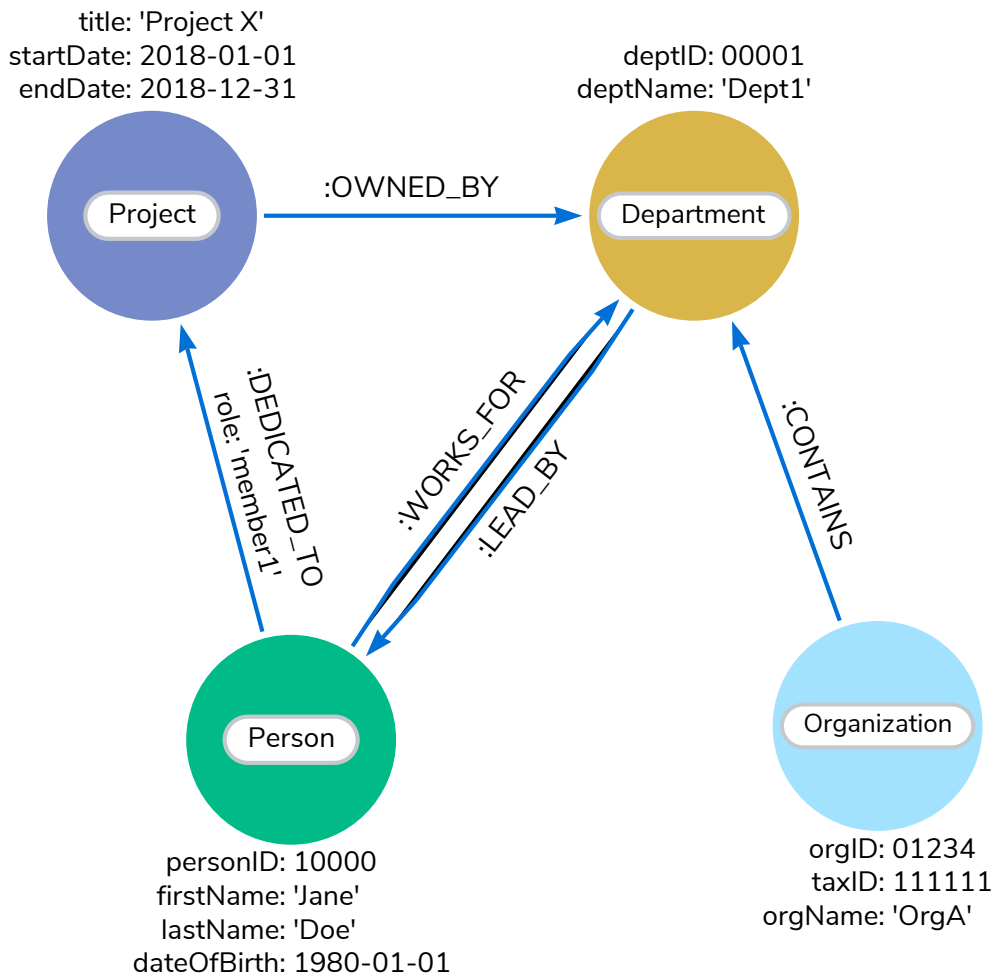 title: 'Project X'
startDate: 2018-01-01
endDate: 2018-12-31
deptID: 00001
deptName: 'Dept1'
Project
:OWNED_BY
Department
:DEDICATED_TO
role: 'member1'
:WORKS_FOR
:LEAD_BY
:CONTAINS
Person
Organization
personID: 10000
firstName: 'Jane'
lastName: 'Doe'
dateOfBirth: 1980-01-01
orgID: 01234
taxID: 111111
orgName: 'OrgA'